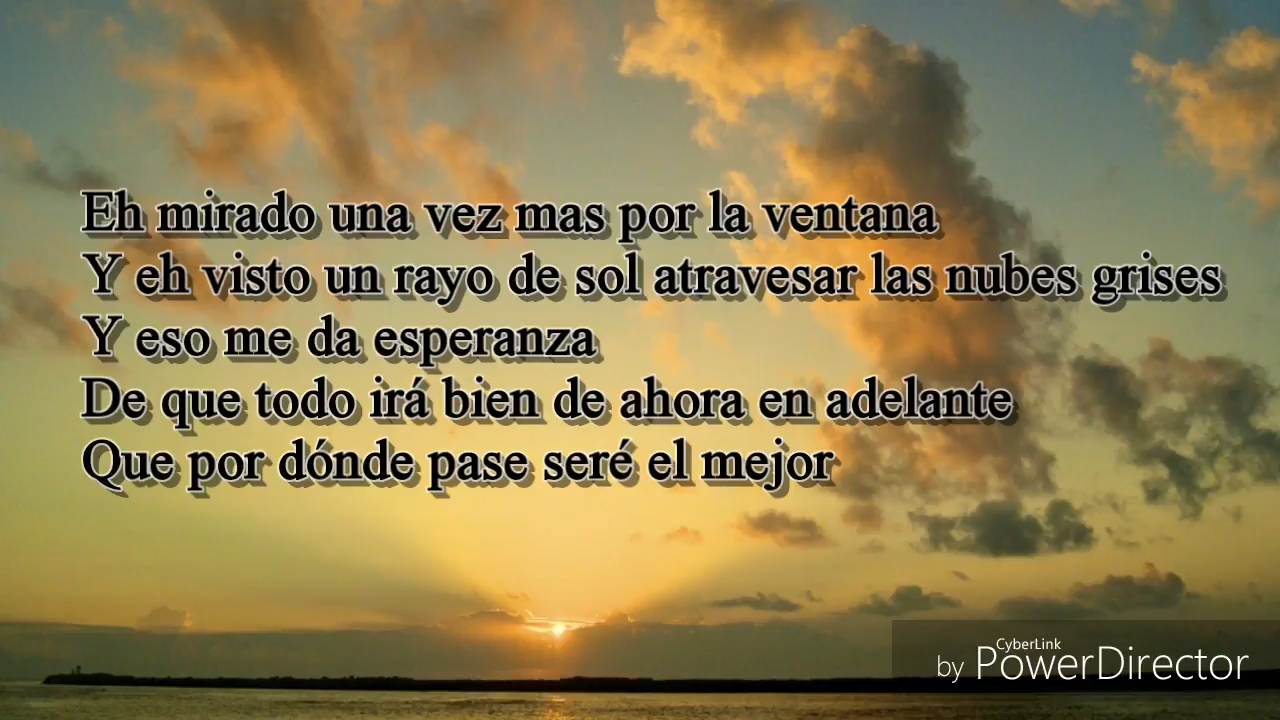 Eh mirado una vez mas por la ventana
Y eh visto un rayo de sol atravesar las nubes grises
Y eso me da esperanza
De que todo irá bien de ahora en adelante
Que por dónde pase seré el mejor
CyberLink
by PowerDirector